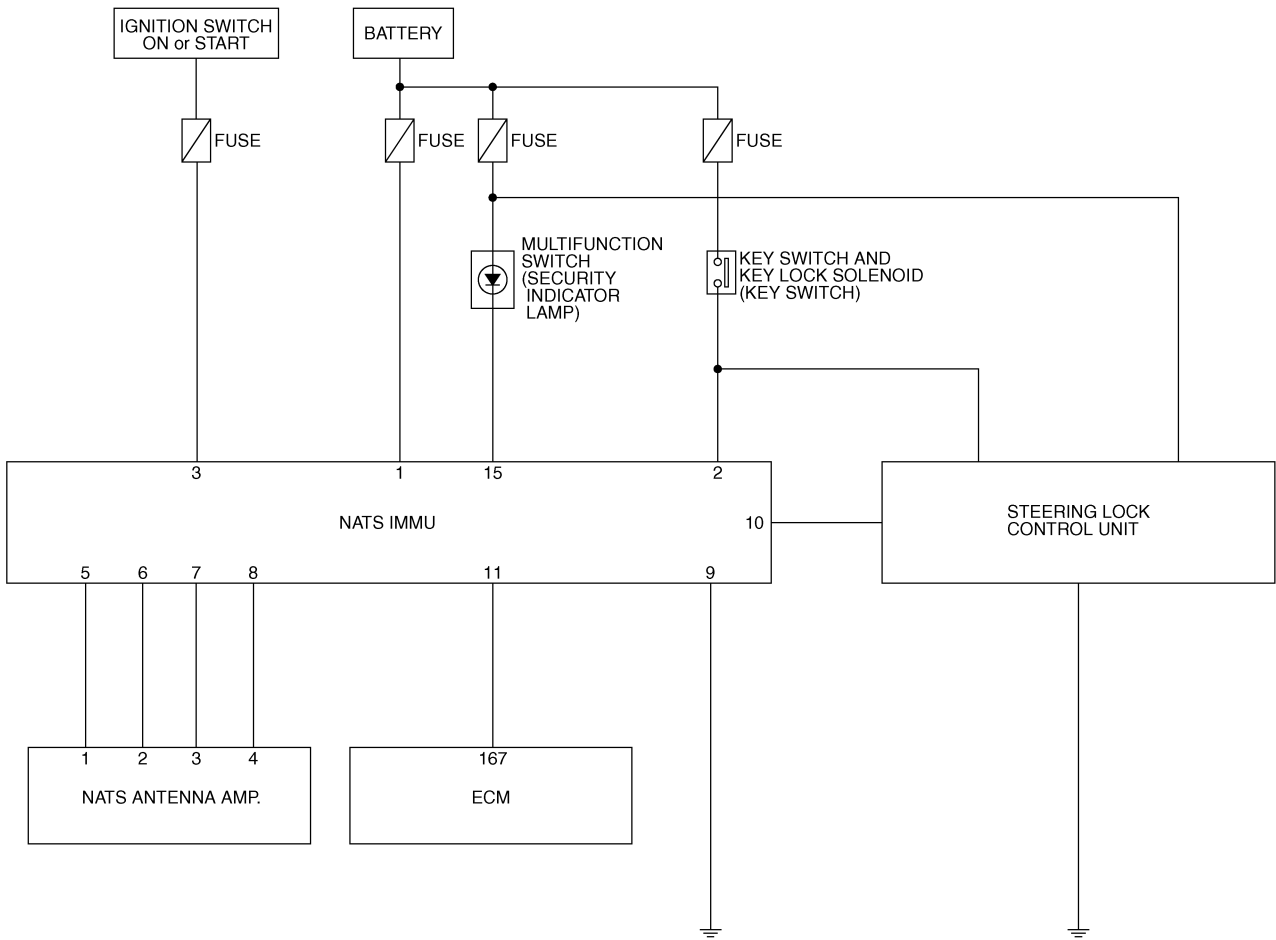 IGNITION SWITCH
ON or START
BATTERY
FUSE
FUSE
FUSE
FUSE
MULTIFUNCTION
SWITCH
(SECURITY
INDICATOR
LAMP)
KEY SWITCH AND
KEY LOCK SOLENOID
(KEY SWITCH)
3
1
15
2
NATS IMMU
10
STEERING LOCK
CONTROL UNIT
5
6
7
8
11
9
1
2
3
4
NATS ANTENNA AMP.
167
ECM